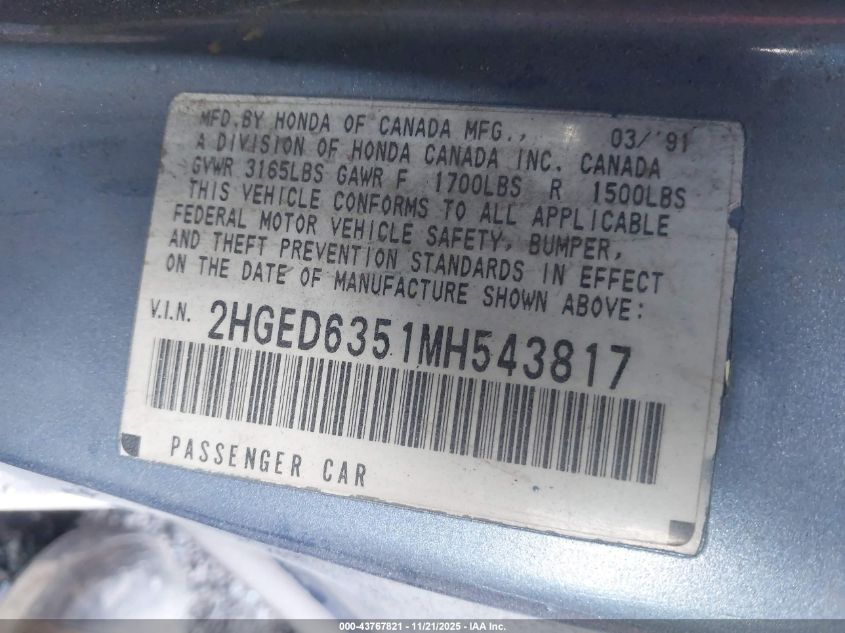 MFD. BY HONDA OF CANADA MFG., 03/'91
A DIVISION OF HONDA CANADA INC. CANADA
GVWR 3165LBS GAWR F 1700LBS R 1500LBS
THIS VEHICLE CONFORMS TO ALL APPLICABLE
FEDERAL MOTOR VEHICLE SAFETY, BUMPER,
AND THEFT PREVENTION STANDARDS IN EFFECT
ON THE DATE OF MANUFACTURE SHOWN ABOVE:
V.I.N. 2HGED6351MH543817
PASSENGER CAR
000-43767821 - 11/21/2025 - IAA Inc.